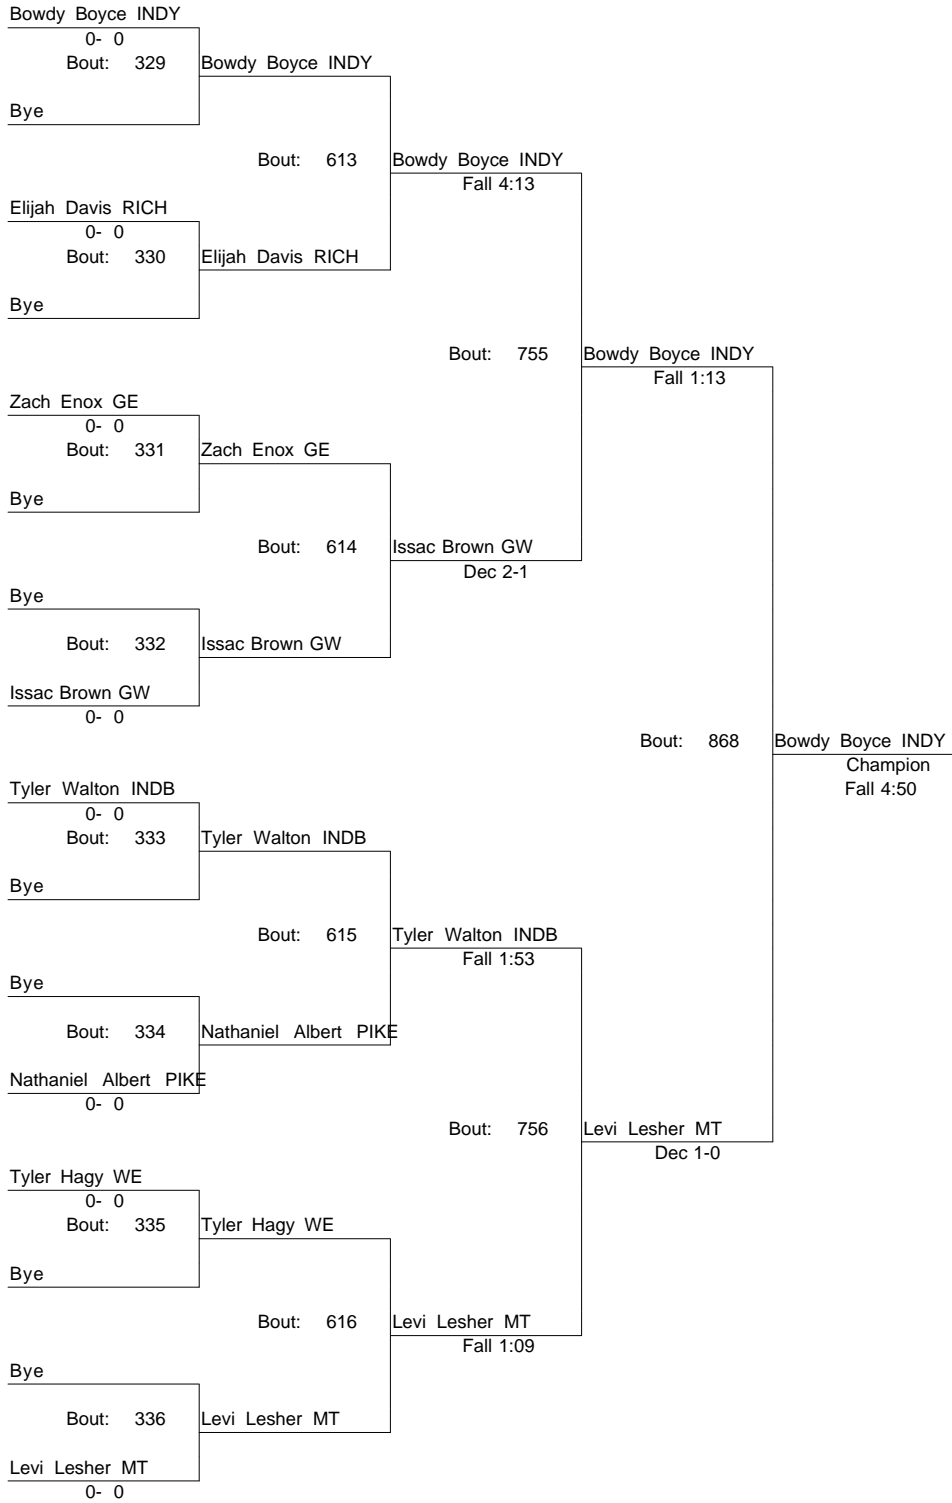 Bowdy Boyce INDY
0- 0
Bout: 329 Bowdy Boyce INDY
Bye
Bout: 613 Bowdy Boyce INDY
Fall 4:13
Elijah Davis RICH
0- 0
Bout: 330 Elijah Davis RICH
Bye
Bout: 755 Bowdy Boyce INDY
Fall 1:13
Zach Enox GE
0- 0
Bout: 331 Zach Enox GE
Bye
Bout: 614 Issac Brown GW
Dec 2-1
Bye
Bout: 332 Issac Brown GW
Issac Brown GW
0- 0
Bout: 868 Bowdy Boyce INDY
Champion
Fall 4:50
Tyler Walton INDB
0- 0
Bout: 333 Tyler Walton INDB
Bye
Bout: 615 Tyler Walton INDB
Fall 1:53
Bye
Bout: 334 Nathaniel Albert PIKE
Nathaniel Albert PIKE
0- 0
Bout: 756 Levi Lesher MT
Dec 1-0
Tyler Hagy WE
0- 0
Bout: 335 Tyler Hagy WE
Bye
Bout: 616 Levi Lesher MT
Fall 1:09
Bye
Bout: 336 Levi Lesher MT
Levi Lesher MT
0- 0